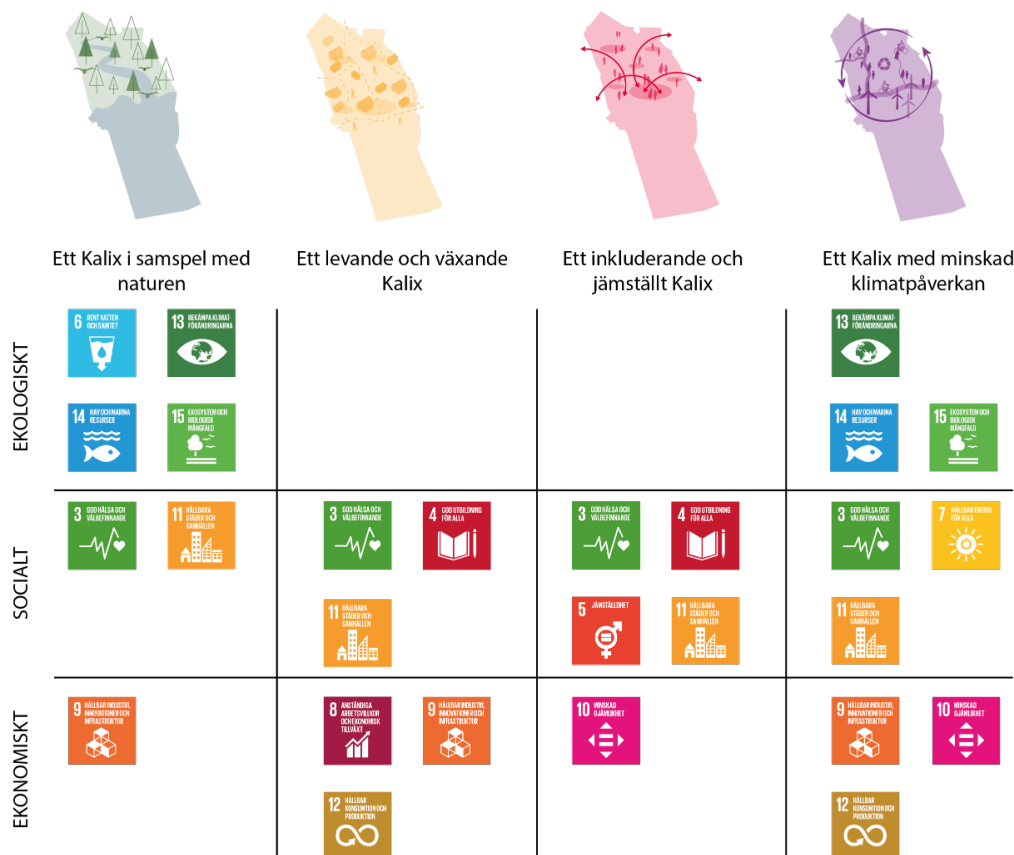 Ett Kalix i samspel med
naturen
Ett levande och växande
Kalix
Ett inkluderande och
jämställt Kalix
Ett Kalix med minskad
klimatpåverkan
EKOLOGISKT
6 RENT VATTEN
OCH SANITET
13 BEKÄMPA KLIMAT-
FÖRÄNDRINGARNA
13 BEKÄMPA KLIMAT-
FÖRÄNDRINGARNA
14 HAV OCH MARINA
RESURSER
15 EKOSYSTEM OCH
BIOLOGISK
MÅNGFALD
14 HAV OCH MARINA
RESURSER
15 EKOSYSTEM OCH
BIOLOGISK
MÅNGFALD
SOCIALT
3 GOD HÄLSA OCH
VÄLBEFINNANDE
11 HÅLLBARA
STÄDER OCH
SAMHÄLLEN
3 GOD HÄLSA OCH
VÄLBEFINNANDE
4 GOD UTBILDNING
FÖR ALLA
3 GOD HÄLSA OCH
VÄLBEFINNANDE
4 GOD UTBILDNING
FÖR ALLA
3 GOD HÄLSA OCH
VÄLBEFINNANDE
7 HÅLLBAR ENERGI
FÖR ALLA
11 HÅLLBARA
STÄDER OCH
SAMHÄLLEN
5 JÄMSTÄLLDHET
11 HÅLLBARA
STÄDER OCH
SAMHÄLLEN
11 HÅLLBARA
STÄDER OCH
SAMHÄLLEN
EKONOMISKT
9 HÅLLBAR INDUSTRI,
INNOVATIONER OCH
INFRASTRUKTUR
8 ANSTÄNDIGA
ARBETSVILLKOR
OCH EKONOMISK
TILLVÄXT
9 HÅLLBAR INDUSTRI,
INNOVATIONER OCH
INFRASTRUKTUR
10 MINSKAD
OJÄMLIKHET
9 HÅLLBAR INDUSTRI,
INNOVATIONER OCH
INFRASTRUKTUR
10 MINSKAD
OJÄMLIKHET
12 HÅLLBAR
KONSUMTION OCH
PRODUKTION
12 HÅLLBAR
KONSUMTION OCH
PRODUKTION